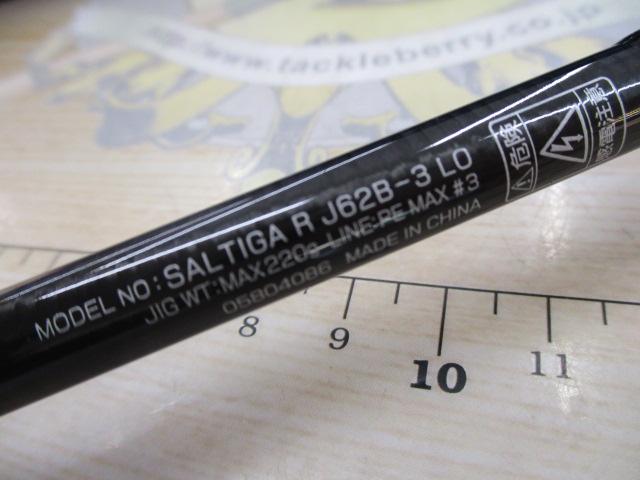 http://www.tackleberry.co.jp/
MODEL NO: SALTIGA R J62B-3 LO
JIG WT:MAX220g LINE:PE MAX #3
05804086 MADE IN CHINA
危険
感電注意
8 9 10 11